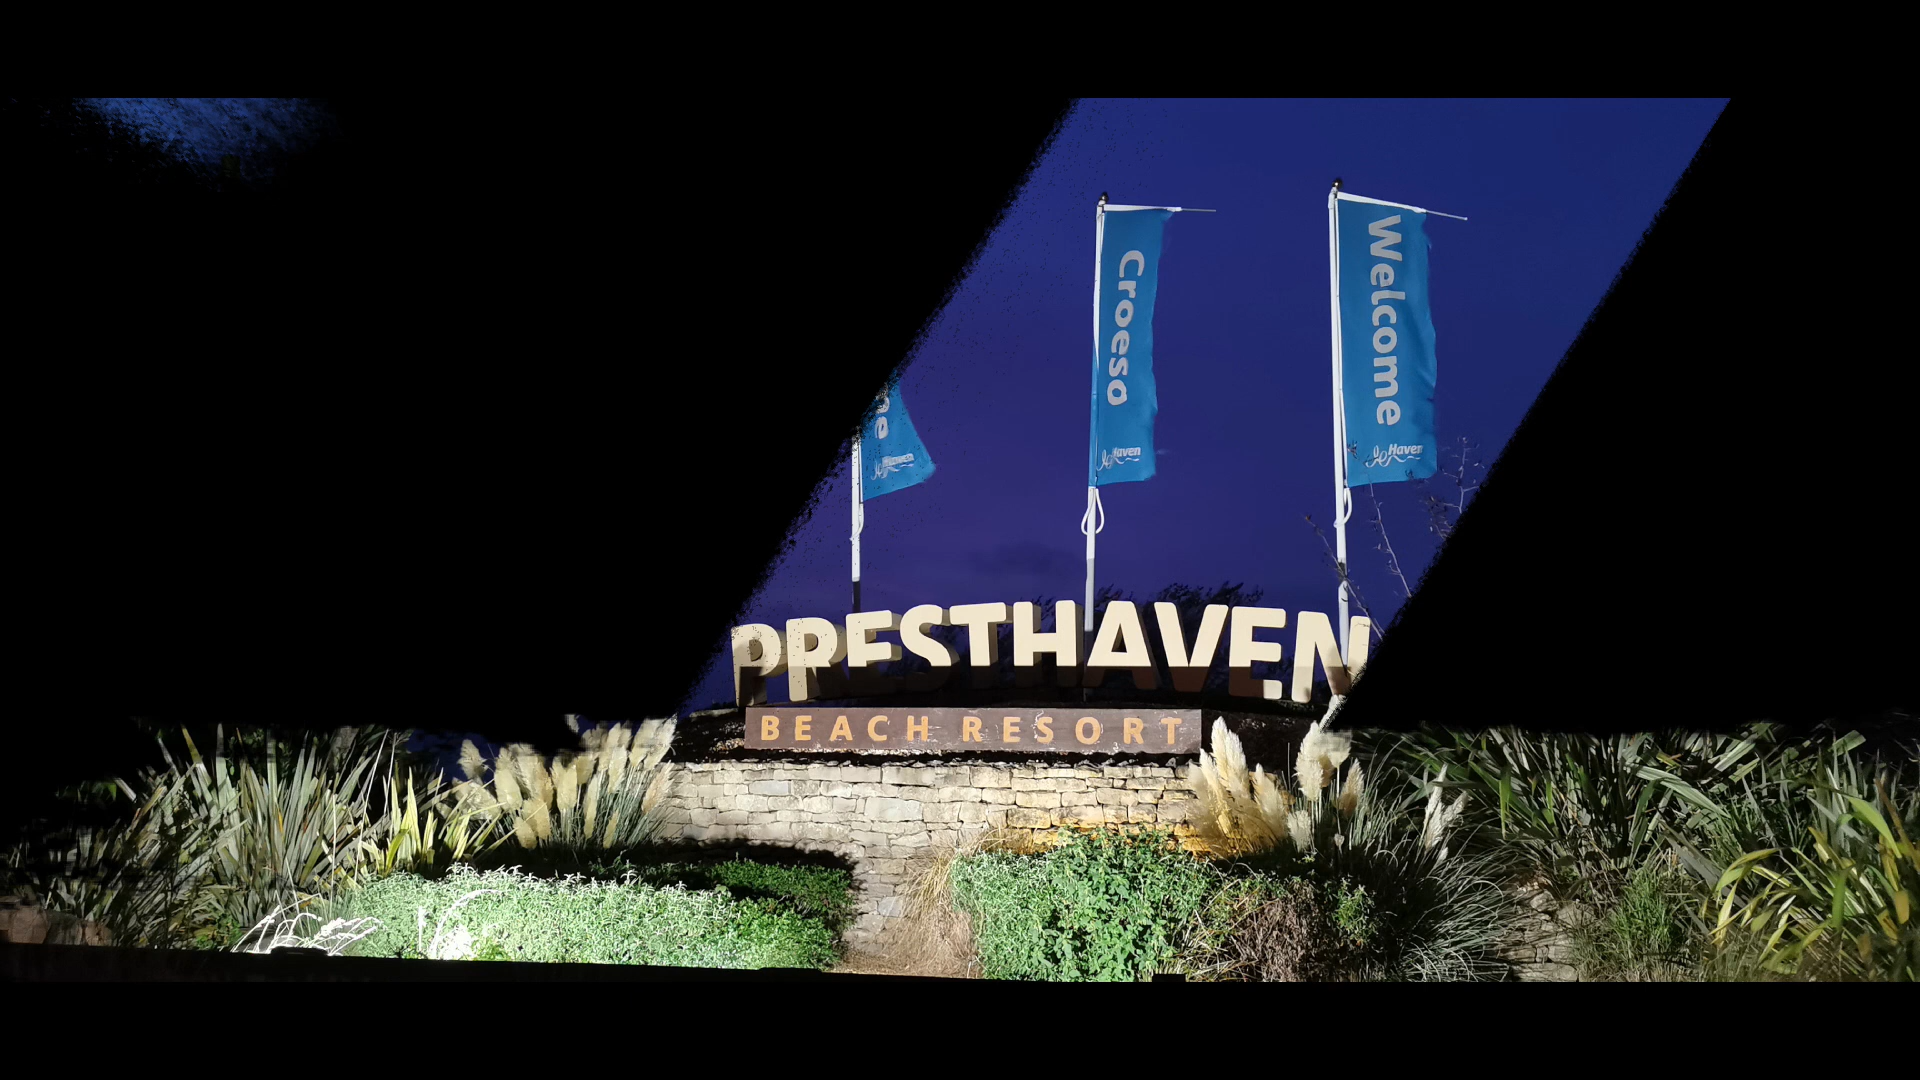 Croeso
Haven
Welcome
Haven
PRESTHAVEN
BEACH RESORT